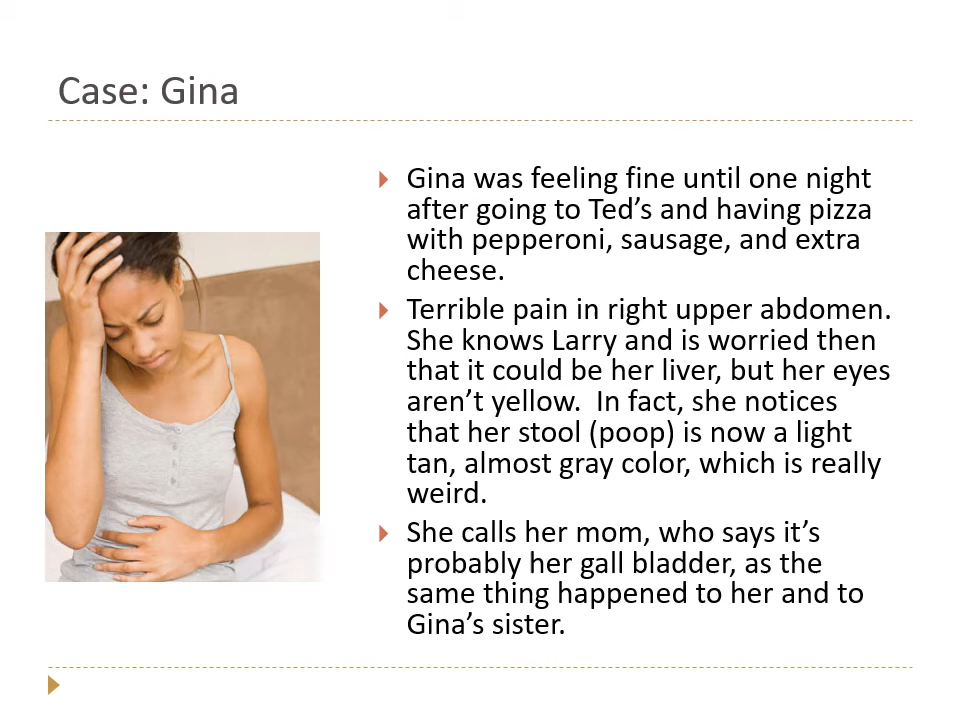 Case: Gina
Gina was feeling fine until one night
after going to Ted’s and having pizza
with pepperoni, sausage, and extra
cheese.
Terrible pain in right upper abdomen.
She knows Larry and is worried then
that it could be her liver, but her eyes
aren’t yellow.  In fact, she notices
that her stool (poop) is now a light
tan, almost gray color, which is really
weird.
She calls her mom, who says it’s
probably her gall bladder, as the
same thing happened to her and to
Gina’s sister.